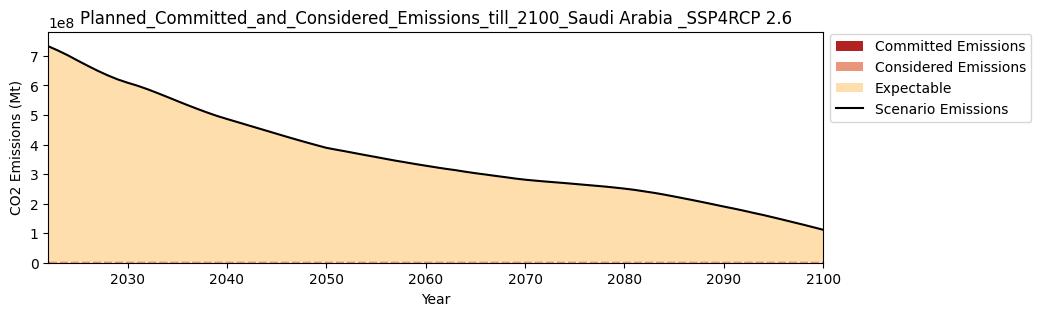 Planned_Committed_and_Considered_Emissions_till_2100_Saudi Arabia _SSP4RCP 2.6
1e8
7
6
5
4
3
2
1
0
CO2 Emissions (Mt)
2030 2040 2050 2060 2070 2080 2090 2100
Year
Committed Emissions
Considered Emissions
Expectable
Scenario Emissions